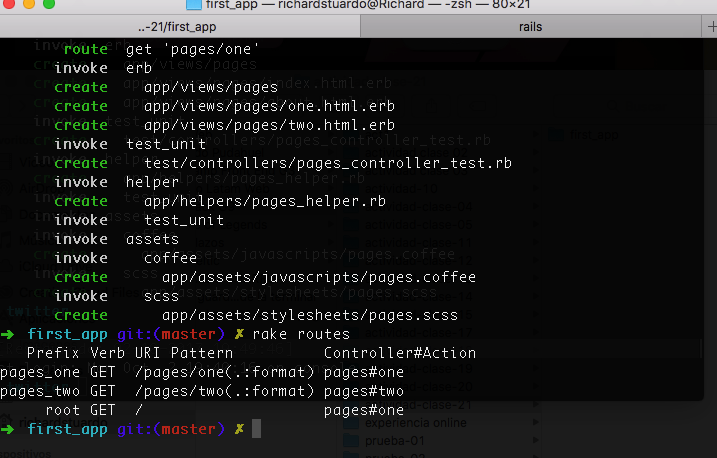 first_app — richardstuardo@Richard — -zsh — 80×21
..-21/first_app
rails
+
route get 'pages/one'
invoke erb
create app/views/pages
create app/views/pages/one.html.erb
create app/views/pages/two.html.erb
invoke test_unit
create test/controllers/pages_controller_test.rb
invoke helper
create app/helpers/pages_helper.rb
invoke test_unit
invoke assets
invoke coffee
create app/assets/javascripts/pages.coffee
invoke scss
create app/assets/stylesheets/pages.scss
➜ first_app git:(master) ✗ rake routes
Prefix Verb URI Pattern Controller#Action
pages_one GET /pages/one(.:format) pages#one
pages_two GET /pages/two(.:format) pages#two
root GET / pages#one
➜ first_app git:(master) ✗
experiencia online
prueba-01